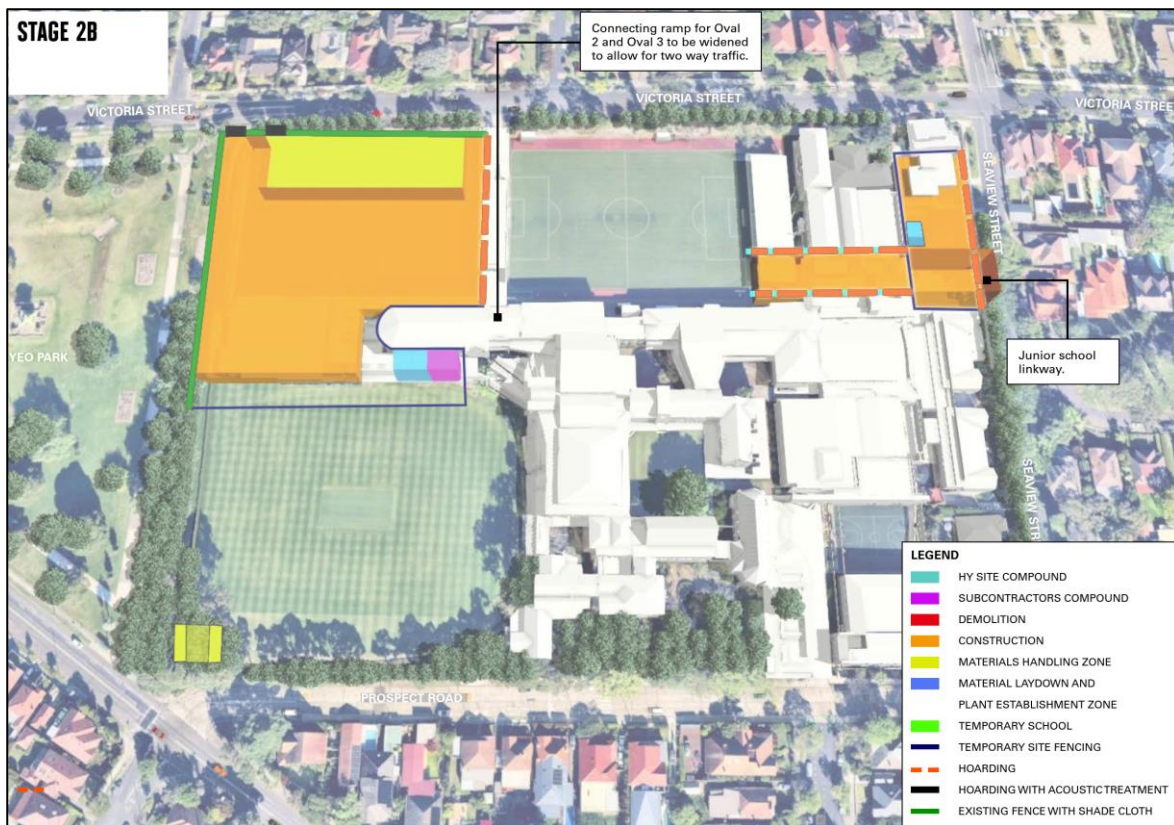 STAGE 2B
Connecting ramp for Oval
2 and Oval 3 to be widened
to allow for two way traffic.
VICTORIA STREET
VICTORIA STREET
VICTORIA STREET
SEAVIEW STREET
YEO PARK
Junior school
linkway.
SEAVIEW STR
PROSPECT ROAD
LEGEND
HY SITE COMPOUND
SUBCONTRACTORS COMPOUND
DEMOLITION
CONSTRUCTION
MATERIALS HANDLING ZONE
MATERIAL LAYDOWN AND
PLANT ESTABLISHMENT ZONE
TEMPORARY SCHOOL
TEMPORARY SITE FENCING
HOARDING
HOARDING WITH ACOUSTIC TREATMENT
EXISTING FENCE WITH SHADE CLOTH